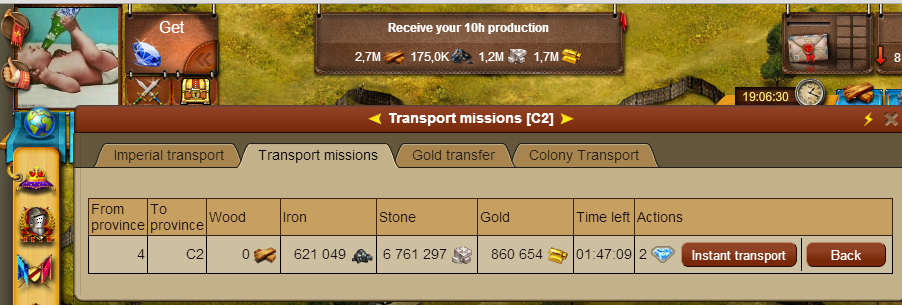 Get
Receive your 10h production
2,7M 175,0K 1,2M 1,7M
8
19:06:30
Transport missions [C2]
Imperial transport Transport missions Gold transfer Colony Transport
From province To province Wood Iron Stone Gold Time left Actions
4 C2 0 621 049 6 761 297 860 654 01:47:09 2 Instant transport Back